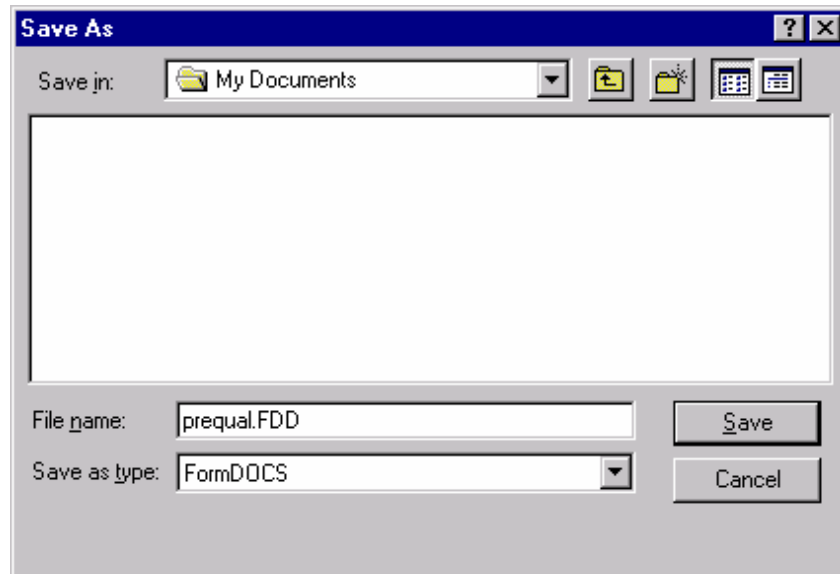 Save As
Save in: My Documents
File name: prequal.FDD
Save
Save as type: FormDOCS
Cancel